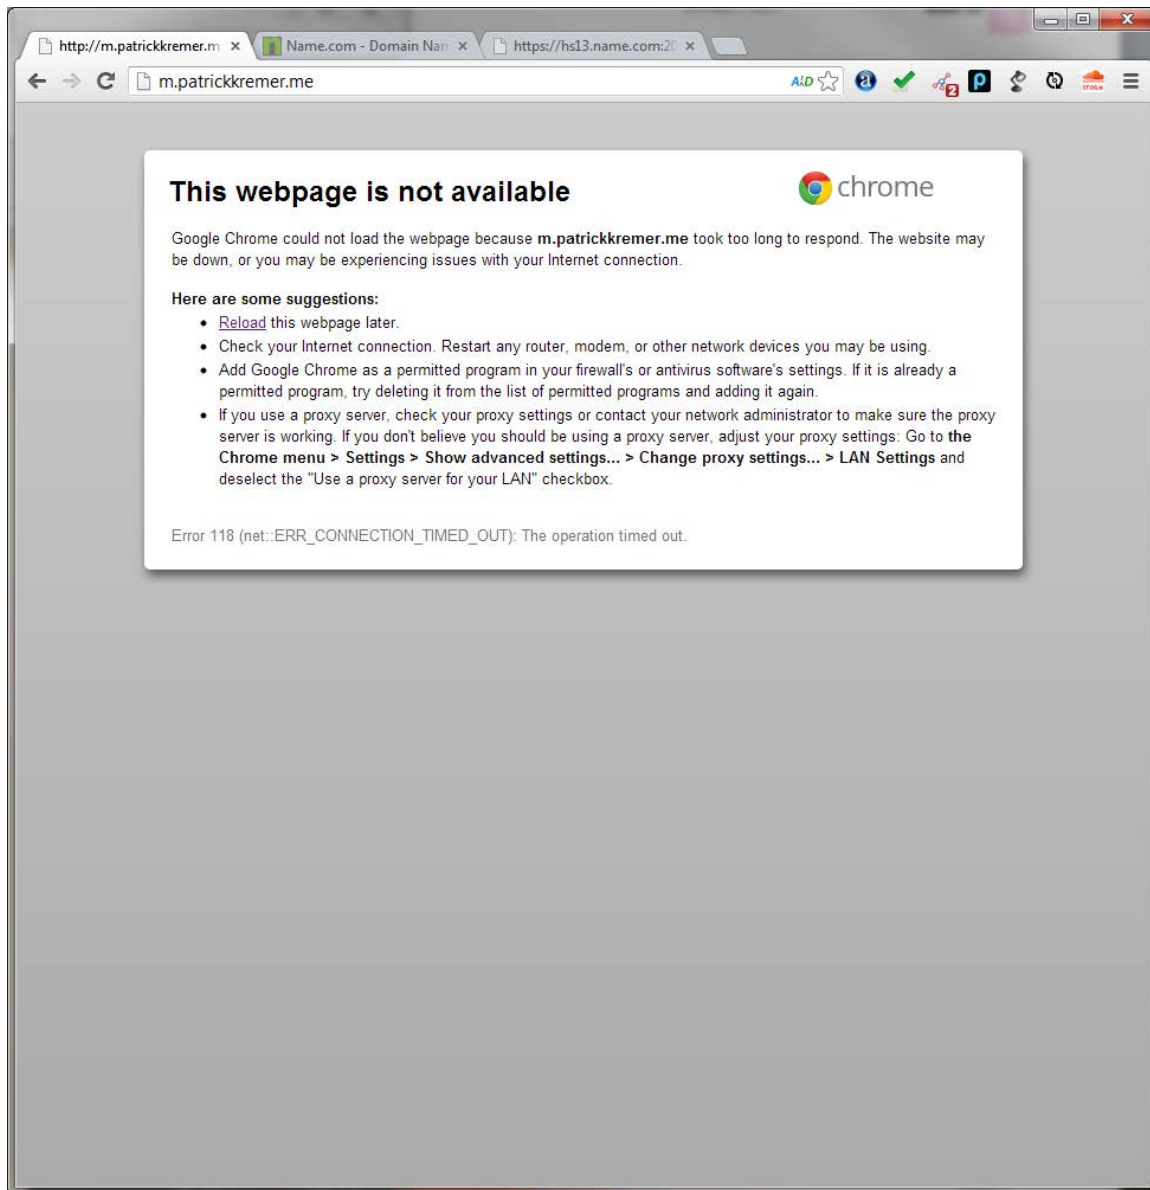 http://m.patrickkremer.m
Name.com - Domain Nam
https://hs13.name.com:20
m.patrickkremer.me
2
STORM
This webpage is not available
chrome
Google Chrome could not load the webpage because m.patrickkremer.me took too long to respond. The website may
be down, or you may be experiencing issues with your Internet connection.
Here are some suggestions:
• Reload this webpage later.
• Check your Internet connection. Restart any router, modem, or other network devices you may be using.
• Add Google Chrome as a permitted program in your firewall's or antivirus software's settings. If it is already a
permitted program, try deleting it from the list of permitted programs and adding it again.
• If you use a proxy server, check your proxy settings or contact your network administrator to make sure the proxy
server is working. If you don't believe you should be using a proxy server, adjust your proxy settings: Go to the
Chrome menu > Settings > Show advanced settings... > Change proxy settings... > LAN Settings and
deselect the "Use a proxy server for your LAN" checkbox.
Error 118 (net::ERR_CONNECTION_TIMED_OUT): The operation timed out.